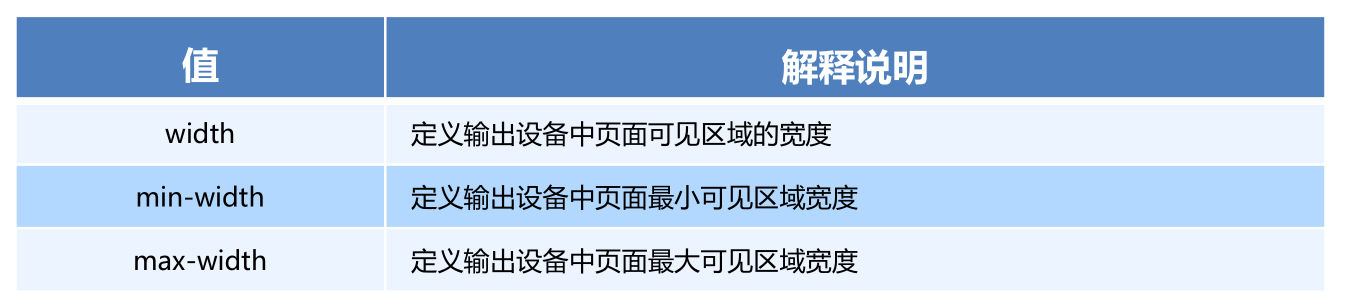 值 解释说明
width 定义输出设备中页面可见区域的宽度
min-width 定义输出设备中页面最小可见区域宽度
max-width 定义输出设备中页面最大可见区域宽度